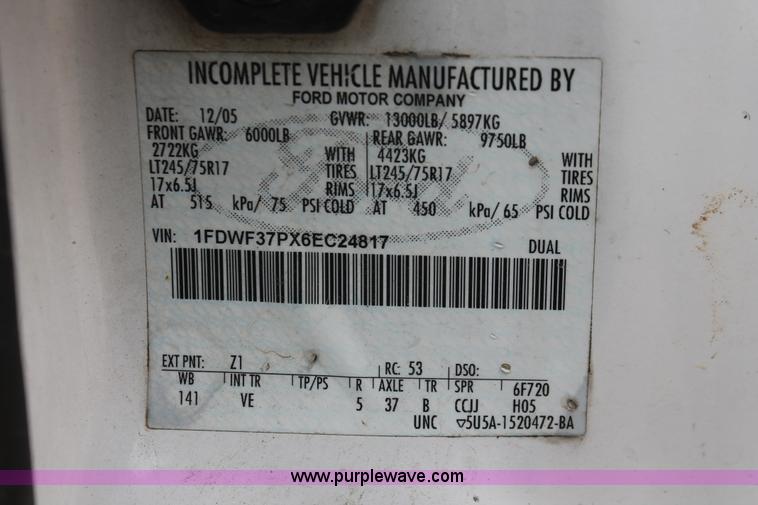 INCOMPLETE VEHICLE MANUFACTURED BY
FORD MOTOR COMPANY
DATE: 12/05 GVWR: 13000LB/ 5897KG
FRONT GAWR: 6000LB REAR GAWR: 9750LB
2722KG WITH 4423KG WITH
LT245/75R17 TIRES LT245/75R17 TIRES
17x6.5J RIMS 17x6.5J RIMS
AT 515 kPa/ 75 PSI COLD AT 450 kPa/ 65 PSI COLD
VIN: 1FDWF37PX6EC24817 DUAL
EXT PNT: Z1 RC: 53 DSO:
WB INT TR TP/PS R AXLE TR SPR 6F720
141 VE 5 37 B CCJJ H05
UNC ▽5U5A-1520472-BA
www.purplewave.com